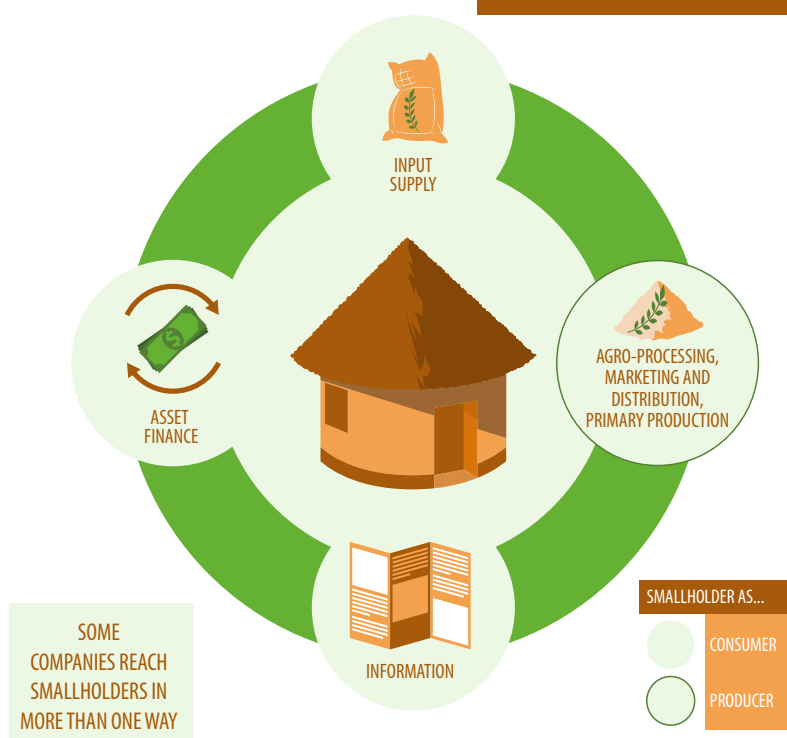 INPUT
SUPPLY
ASSET
FINANCE
AGRO-PROCESSING,
MARKETING AND
DISTRIBUTION,
PRIMARY PRODUCTION
INFORMATION
SOME
COMPANIES REACH
SMALLHOLDERS IN
MORE THAN ONE WAY
SMALLHOLDER AS...
CONSUMER
PRODUCER